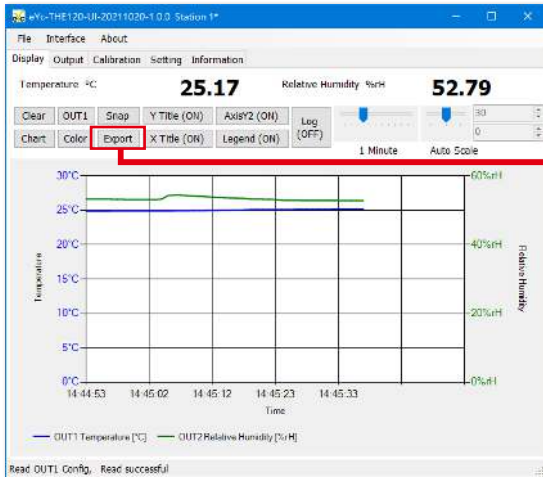 eYc-THE120-UI-20211020-1.0.0 Station 1*
File Interface About
Display Output Calibration Setting Information
Temperature ºC 25.17 Relative Humidity %rH 52.79
Clear OUT1 Snap Y Title (ON) AxisY2 (ON) Log (OFF) 30
Chart Color Export X Title (ON) Legend (ON) 1 Minute Auto Scale 0
30°C 60%rH
25°C
20°C 40%rH
15°C
10°C 20%rH
5°C
0°C 0%rH
Temperature
Relative Humidity
14:44:53 14:45:02 14:45:12 14:45:23 14:45:33
Time
OUT1 Temperature [°C] OUT2 Relative Humidity [%rH]
Read OUT1 Config, Read successful